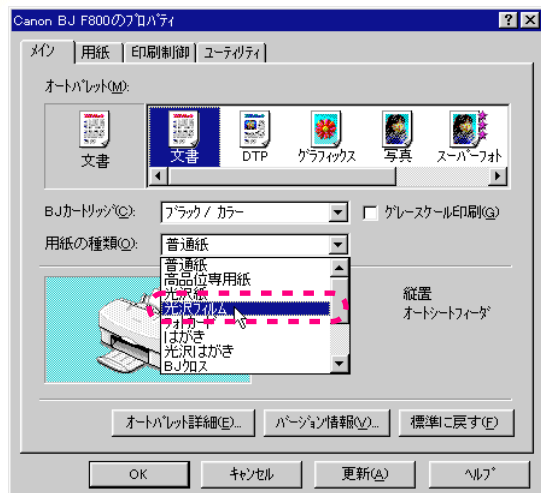 Canon BJ F800のﾌﾟﾛﾊﾟﾃｨ
ﾒｲﾝ 用紙 印刷制御 ﾕｰﾃｨﾘﾃｨ
ｵｰﾄﾊﾟﾚｯﾄ(M):
文書 文書 DTP ｸﾞﾗﾌｨｯｸｽ 写真 ｽｰﾊﾟｰﾌｫﾄ
BJｶｰﾄﾘｯｼﾞ(C): ﾌﾞﾗｯｸ / ｶﾗｰ ｸﾞﾚｰｽｹｰﾙ印刷(G)
用紙の種類(O): 普通紙
普通紙
高品位専用紙
光沢紙
光沢ﾌｨﾙﾑ
ﾌｫﾄｶｰﾄﾞ
はがき
光沢はがき
BJｸﾛｽ
縦置
ｵｰﾄｼｰﾄﾌｨｰﾀﾞ
ｵｰﾄﾊﾟﾚｯﾄ詳細(E)... ﾊﾞｰｼﾞｮﾝ情報(V)... 標準に戻す(F)
OK ｷｬﾝｾﾙ 更新(A) ﾍﾙﾌﾟ